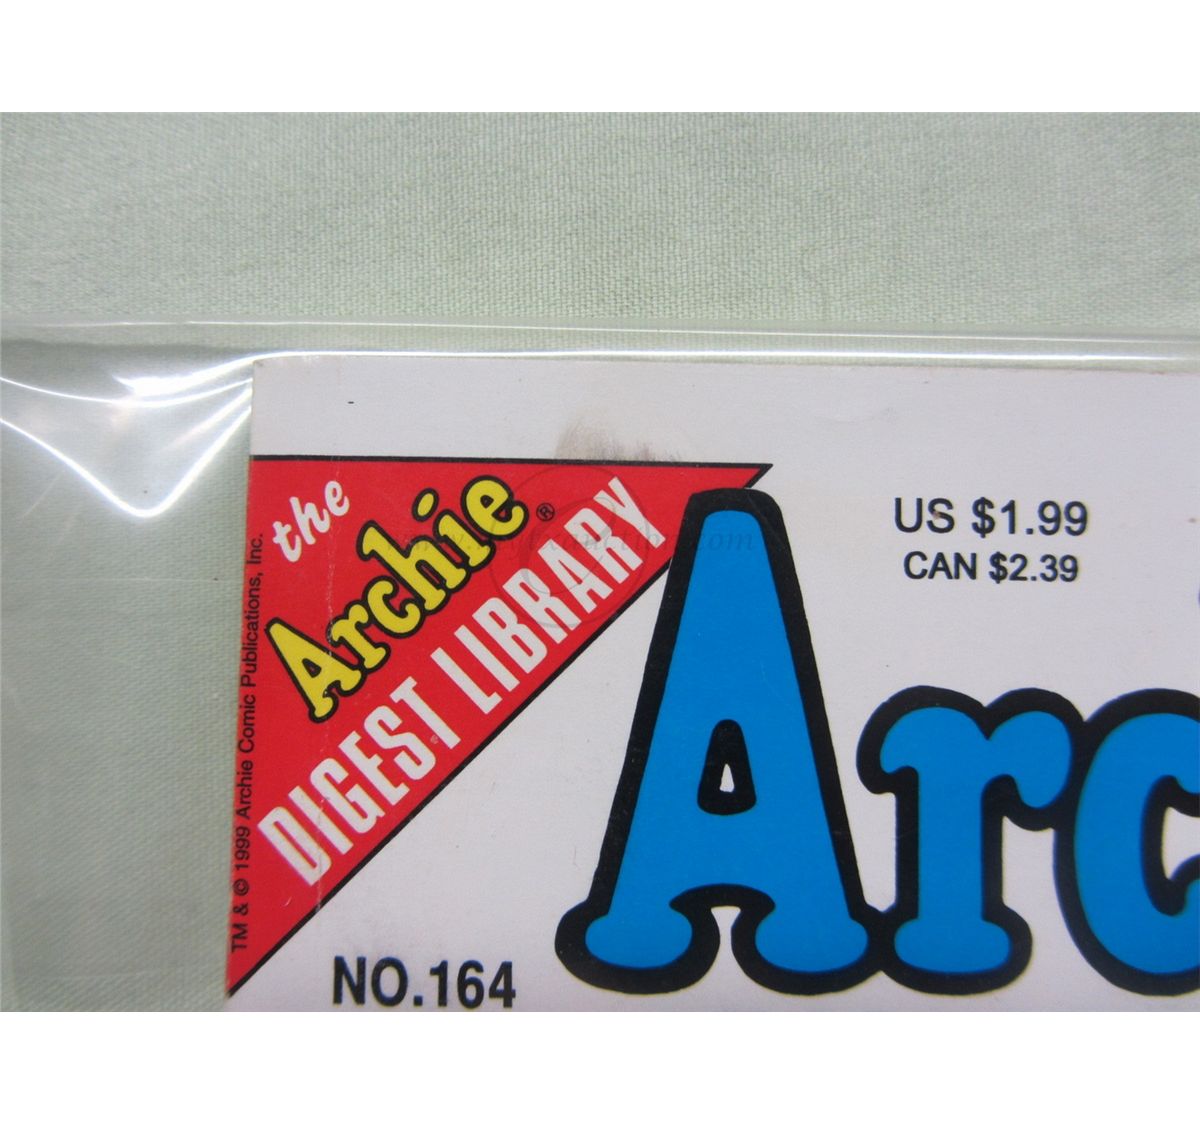 the
Archie®
DIGEST LIBRARY
TM & © 1999 Archie Comic Publications, Inc.
US $1.99
CAN $2.39
Arc
NO.164